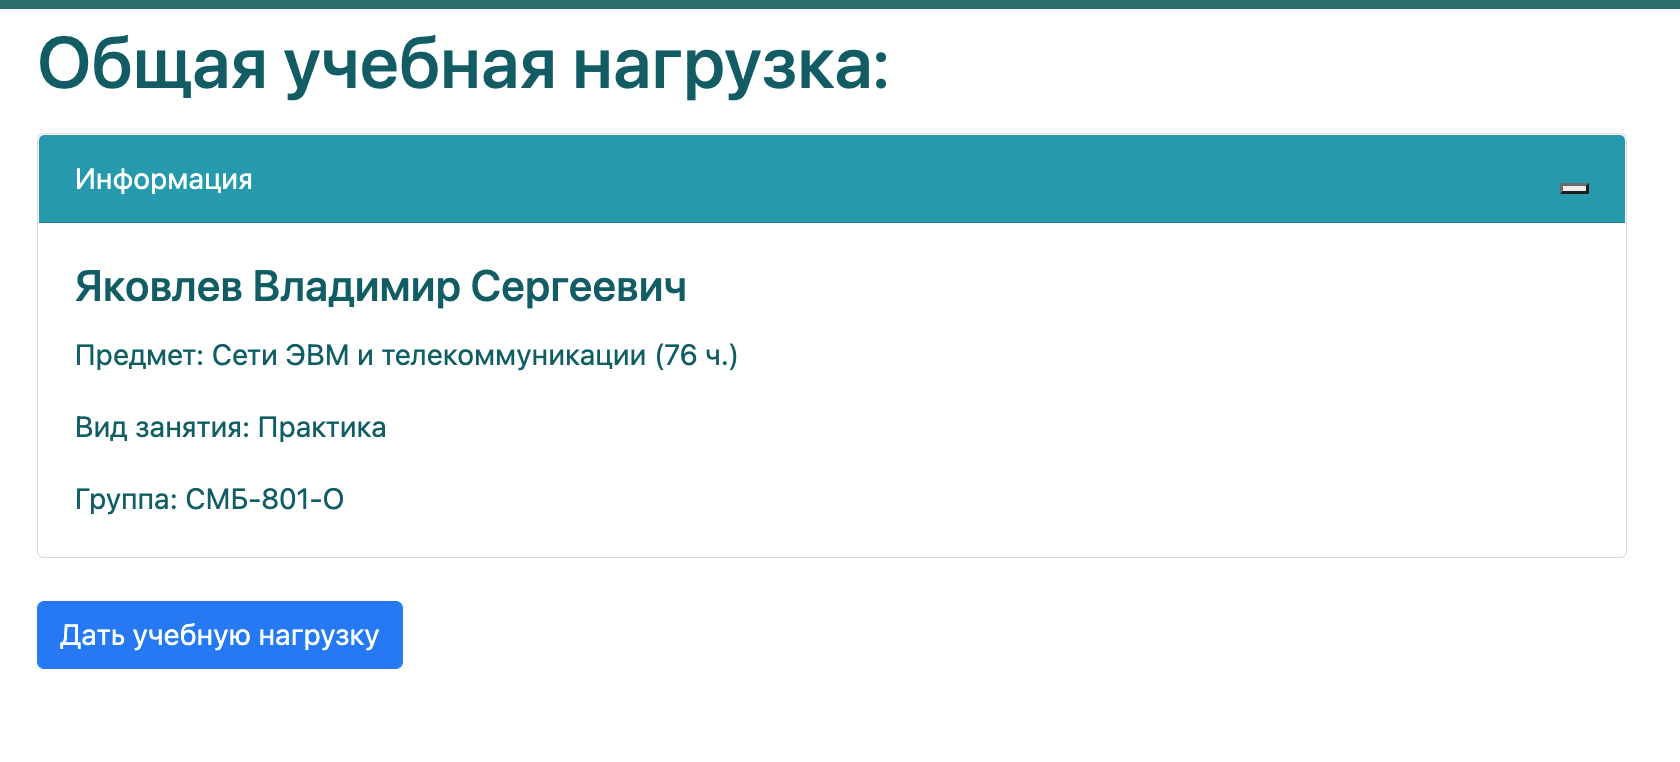 Общая учебная нагрузка:
Информация
Яковлев Владимир Сергеевич
Предмет: Сети ЭВМ и телекоммуникации (76 ч.)
Вид занятия: Практика
Группа: СМБ-801-О
Дать учебную нагрузку